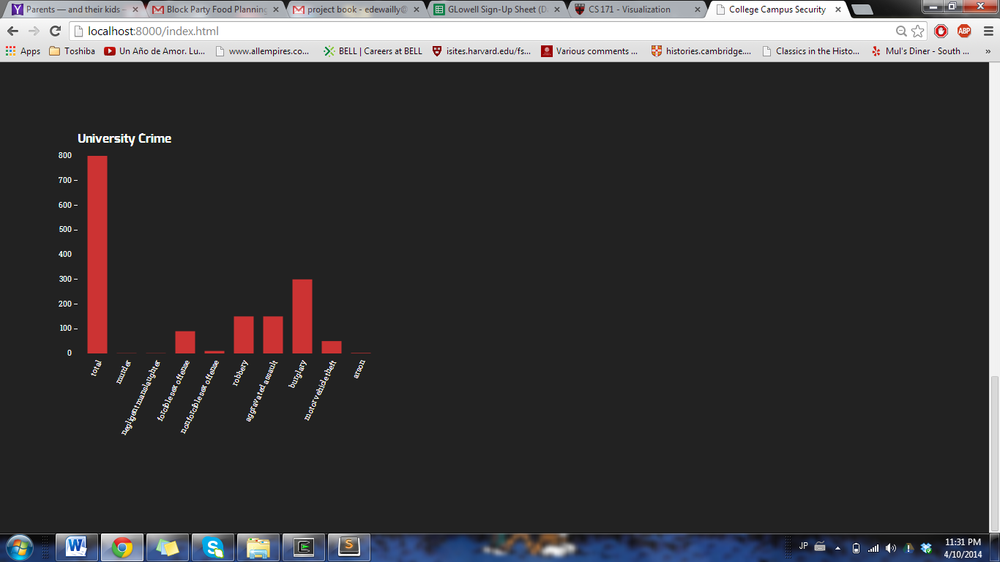 Parents — and their kids -
Block Party Food Planning
project book - edewailly@
GLowell Sign-Up Sheet (D
CS 171 - Visualization
College Campus Security
localhost:8000/index.html
ABP
Apps
Toshiba
Un Año de Amor. Lu...
www.allempires.co...
BELL | Careers at BELL
isites.harvard.edu/fs...
Various comments ...
histories.cambridge....
Classics in the Histo...
Mul's Diner - South ...
»
University Crime
800
700
600
500
400
300
200
100
0
total
murder
negligent manslaughter
forcible sex offense
nonforcible sex offense
robbery
aggravated assault
burglary
motor vehicle theft
arson
JP
11:31 PM
4/10/2014